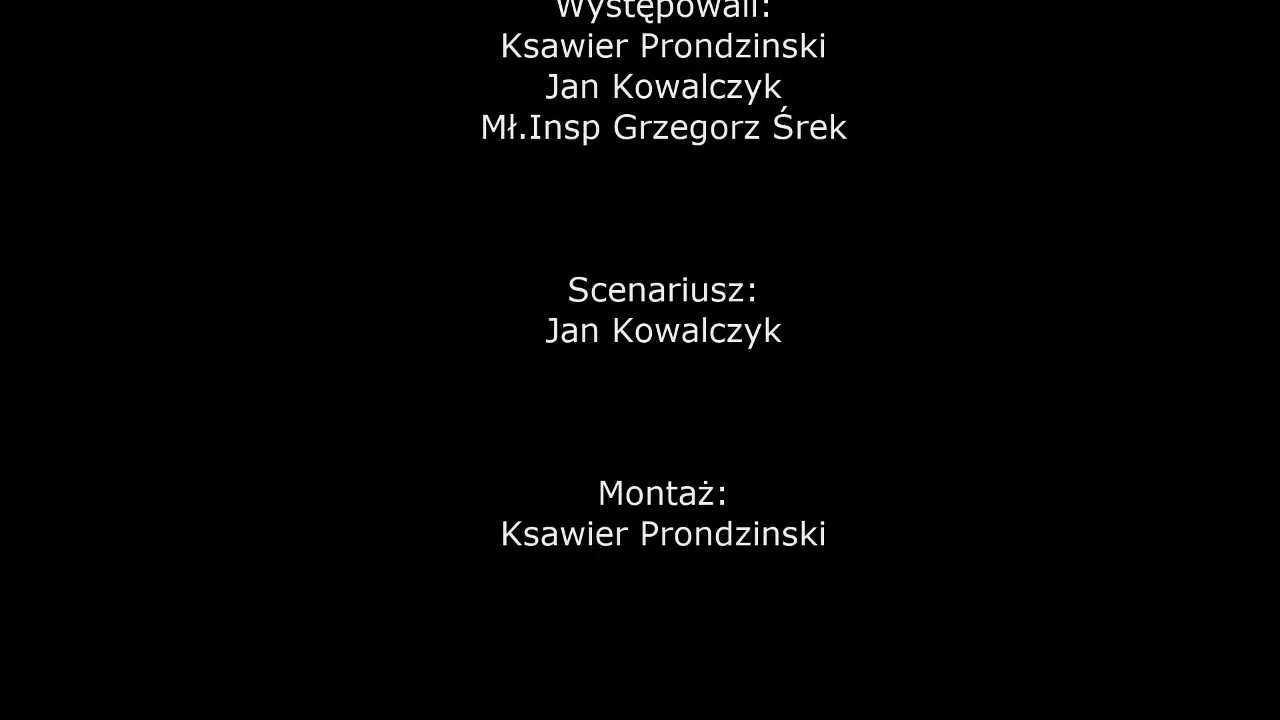 Występowali:
Ksawier Prondzinski
Jan Kowalczyk
Mł.Insp Grzegorz Śrek
Scenariusz:
Jan Kowalczyk
Montaż:
Ksawier Prondzinski